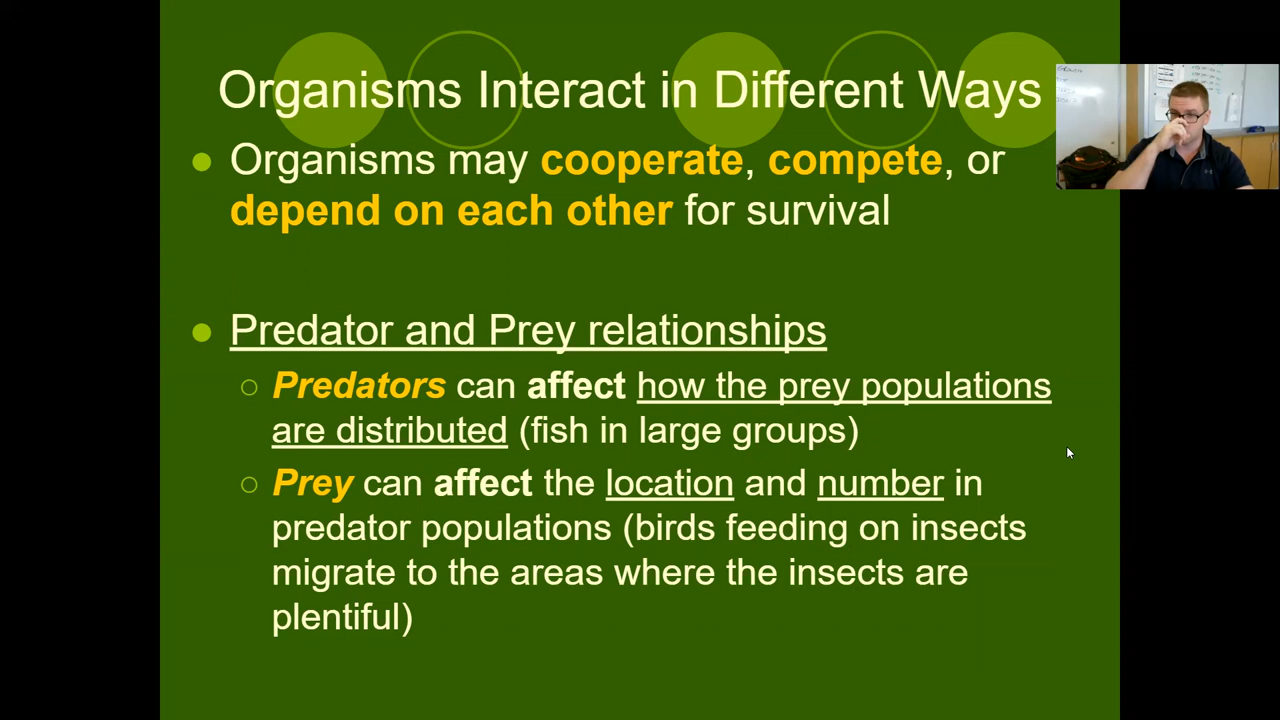 Organisms Interact in Different Ways
Organisms may cooperate, compete, or
depend on each other for survival
Predator and Prey relationships
Predators can affect how the prey populations
are distributed (fish in large groups)
Prey can affect the location and number in
predator populations (birds feeding on insects
migrate to the areas where the insects are
plentiful)